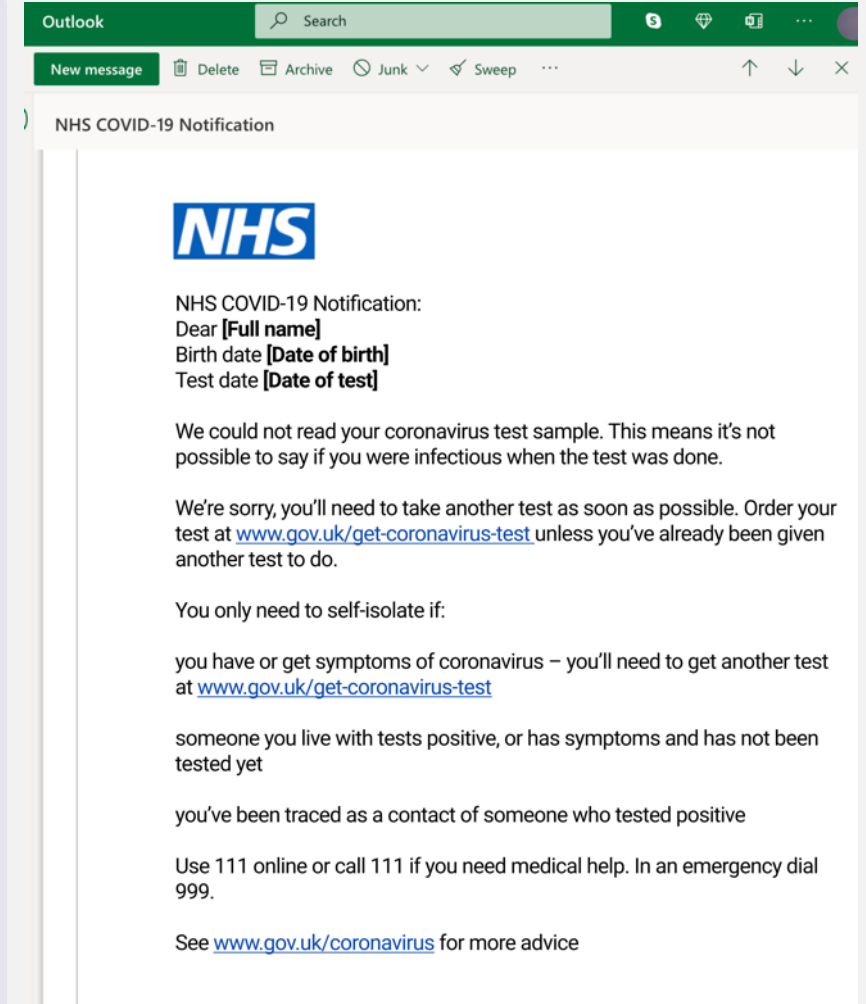 Outlook
Search
New message
Delete
Archive
Junk
Sweep
NHS COVID-19 Notification
NHS
NHS COVID-19 Notification:
Dear [Full name]
Birth date [Date of birth]
Test date [Date of test]
We could not read your coronavirus test sample. This means it's not
possible to say if you were infectious when the test was done.
We're sorry, you'll need to take another test as soon as possible. Order your
test at www.gov.uk/get-coronavirus-test unless you've already been given
another test to do.
You only need to self-isolate if:
you have or get symptoms of coronavirus – you'll need to get another test
at www.gov.uk/get-coronavirus-test
someone you live with tests positive, or has symptoms and has not been
tested yet
you've been traced as a contact of someone who tested positive
Use 111 online or call 111 if you need medical help. In an emergency dial
999.
See www.gov.uk/coronavirus for more advice